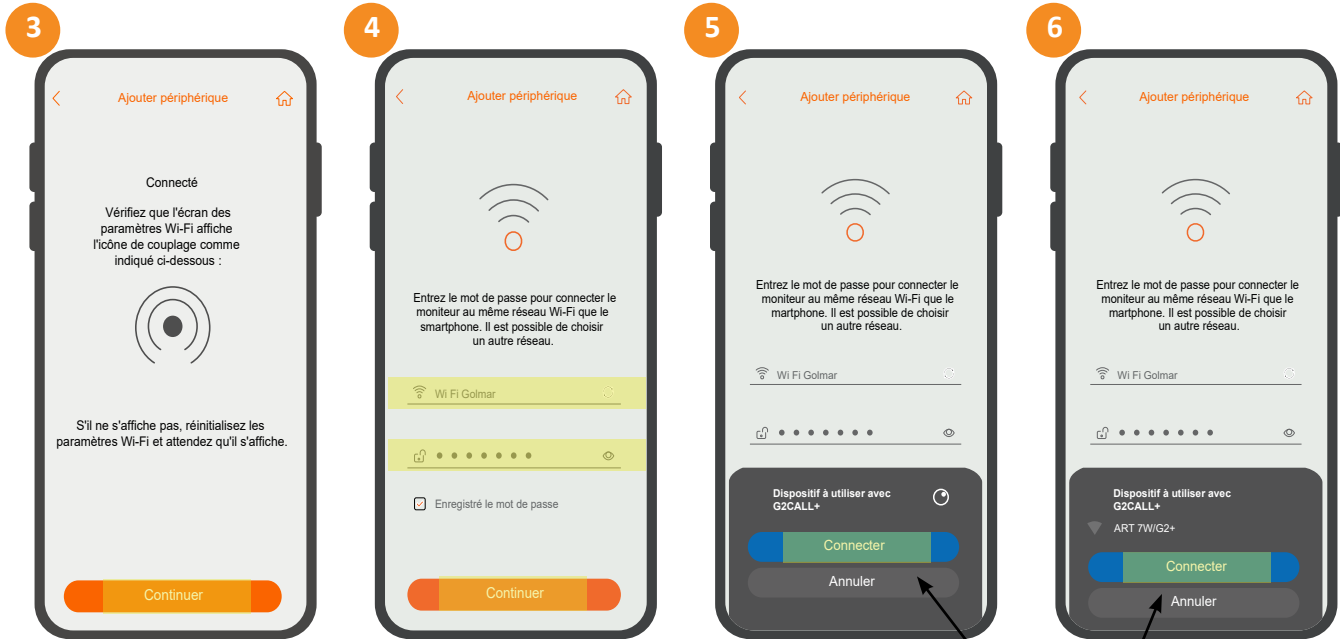 3
Ajouter périphérique
Connecté
Vérifiez que l'écran des
paramètres Wi-Fi affiche
l'icône de couplage comme
indiqué ci-dessous :
S'il ne s'affiche pas, réinitialisez les
paramètres Wi-Fi et attendez qu'il s'affiche.
Continuer
4
Ajouter périphérique
Entrez le mot de passe pour connecter le
moniteur au même réseau Wi-Fi que le
smartphone. Il est possible de choisir
un autre réseau.
Wi Fi Golmar
Enregistré le mot de passe
Continuer
5
Ajouter périphérique
Entrez le mot de passe pour connecter le
moniteur au même réseau Wi-Fi que le
martphone. Il est possible de choisir
un autre réseau.
Wi Fi Golmar
Dispositif à utiliser avec
G2CALL+
Connecter
Annuler
6
Ajouter périphérique
Entrez le mot de passe pour connecter le
moniteur au même réseau Wi-Fi que le
martphone. Il est possible de choisir
un autre réseau.
Wi Fi Golmar
Dispositif à utiliser avec
G2CALL+
ART 7W/G2+
Connecter
Annuler